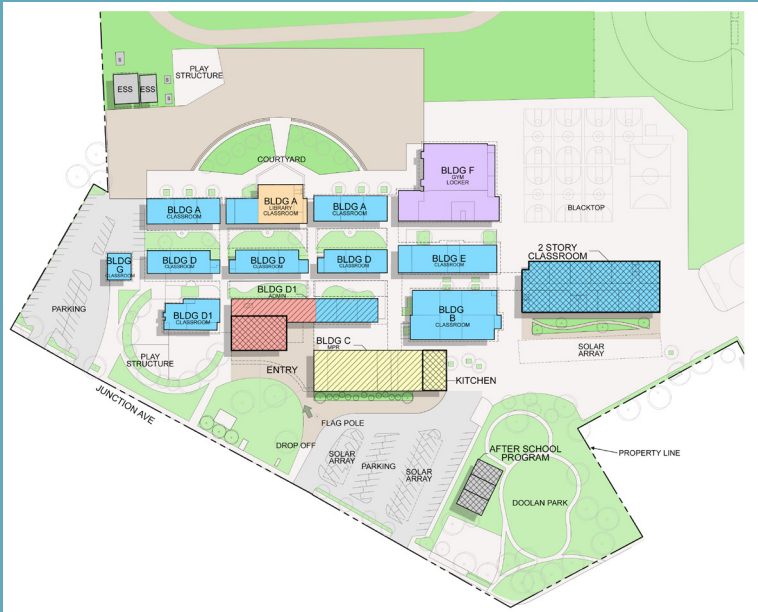 PLAY
STRUCTURE
ESS
ESS
COURTYARD
BLDG F
GYM
LOCKER
BLDG A
CLASSROOM
BLDG A
LIBRARY
CLASSROOM
BLDG A
CLASSROOM
BLACKTOP
BLDG
G
CLASSROOM
BLDG D
CLASSROOM
BLDG D
CLASSROOM
BLDG D
CLASSROOM
BLDG E
CLASSROOM
2 STORY
CLASSROOM
PARKING
BLDG D1
ADMIN
BLDG D1
CLASSROOM
BLDG
B
CLASSROOM
SOLAR
ARRAY
PLAY
STRUCTURE
BLDG C
MPR
ENTRY
KITCHEN
JUNCTION AVE
FLAG POLE
DROP OFF
SOLAR
ARRAY
PARKING
SOLAR
ARRAY
AFTER SCHOOL
PROGRAM
PROPERTY LINE
DOOLAN PARK